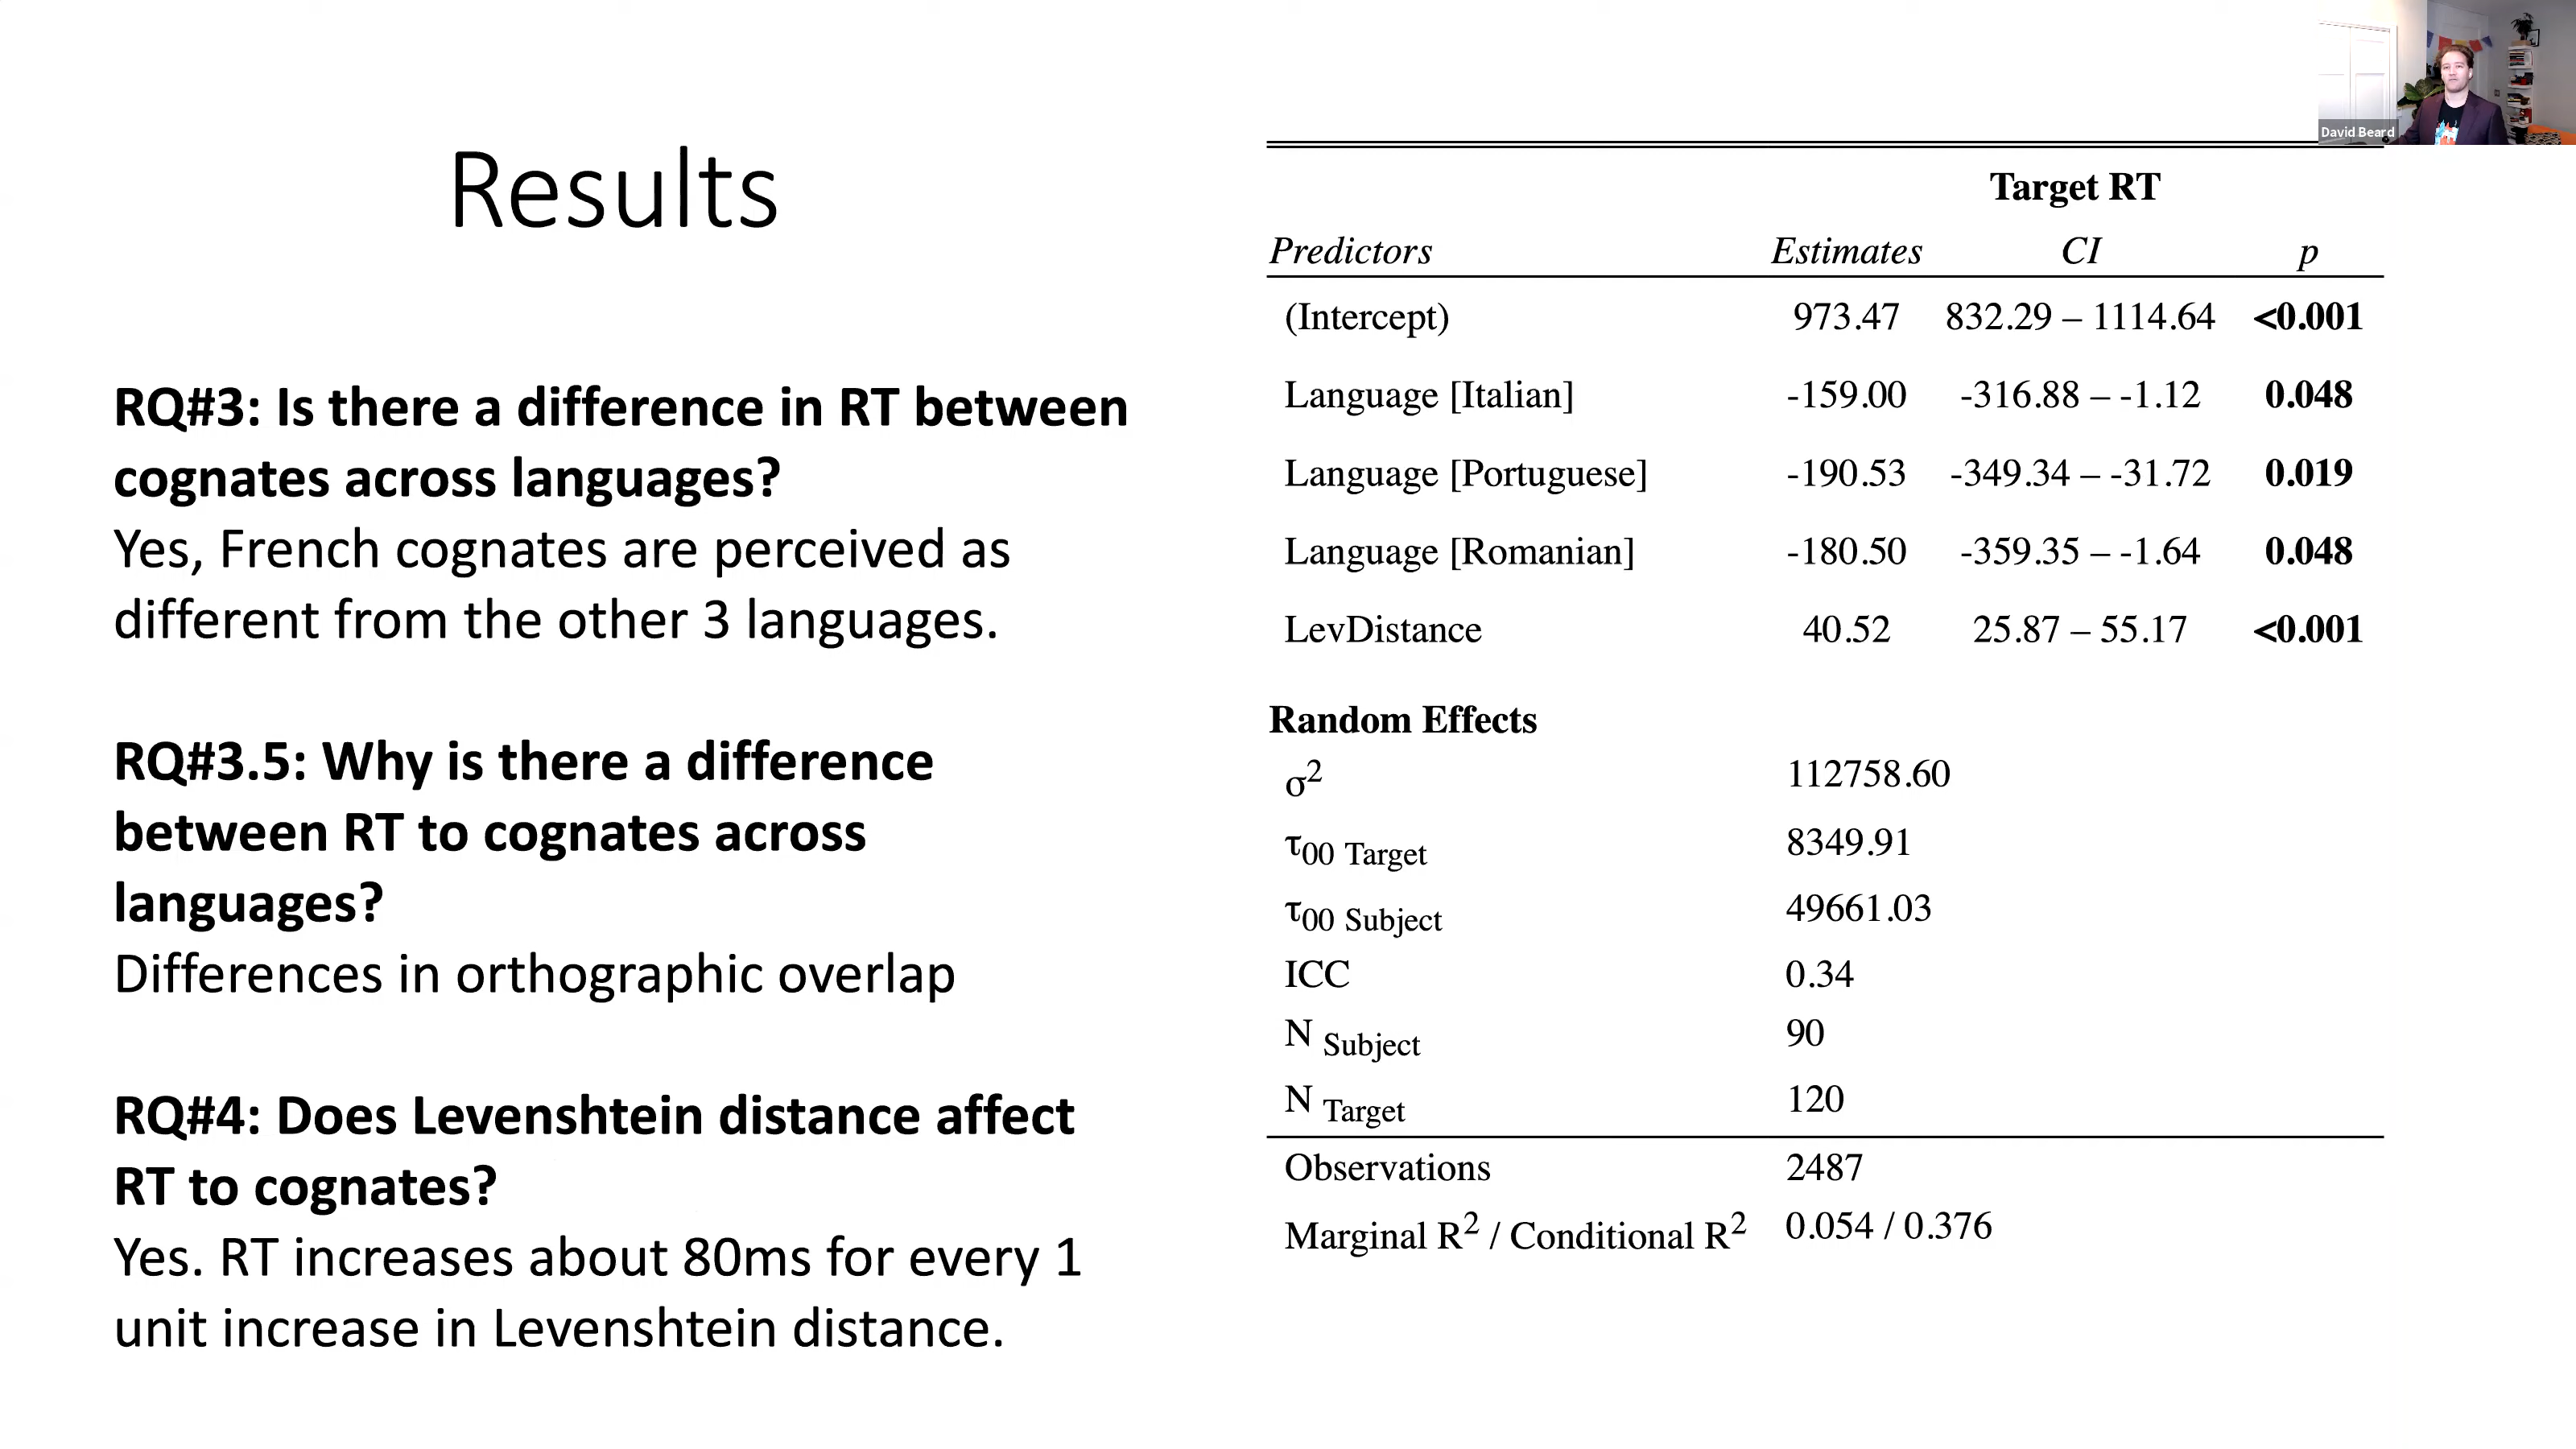 David Beard
Results
RQ#3: Is there a difference in RT between
cognates across languages?
Yes, French cognates are perceived as
different from the other 3 languages.
RQ#3.5: Why is there a difference
between RT to cognates across
languages?
Differences in orthographic overlap
RQ#4: Does Levenshtein distance affect
RT to cognates?
Yes. RT increases about 80ms for every 1
unit increase in Levenshtein distance.
Target RT
Predictors Estimates CI p
(Intercept) 973.47 832.29 – 1114.64 <0.001
Language [Italian] -159.00 -316.88 – -1.12 0.048
Language [Portuguese] -190.53 -349.34 – -31.72 0.019
Language [Romanian] -180.50 -359.35 – -1.64 0.048
LevDistance 40.52 25.87 – 55.17 <0.001
Random Effects
σ² 112758.60
τ00 Target 8349.91
τ00 Subject 49661.03
ICC 0.34
N Subject 90
N Target 120
Observations 2487
Marginal R² / Conditional R² 0.054 / 0.376